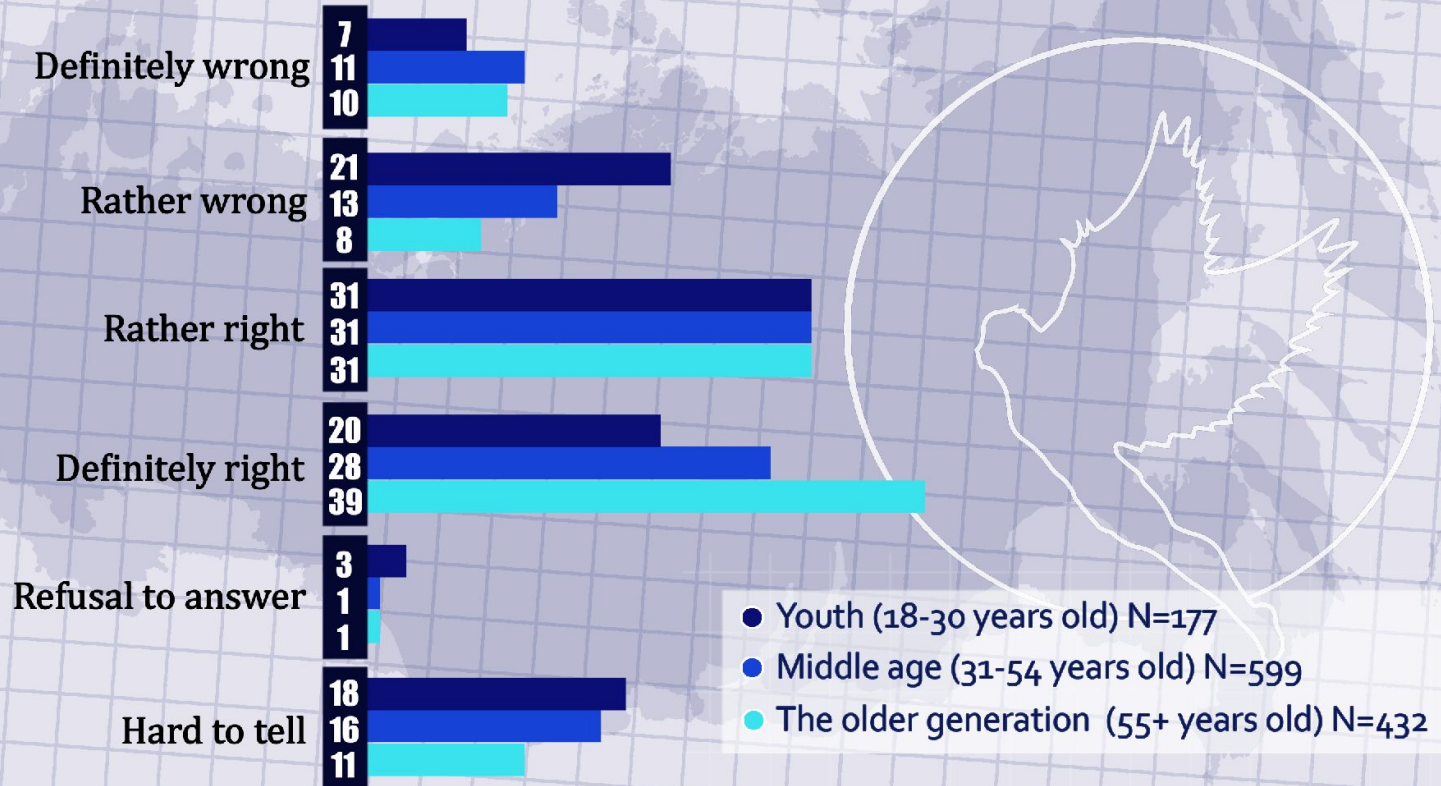 Definitely wrong
7
11
10
Rather wrong
21
13
8
Rather right
31
31
31
Definitely right
20
28
39
Refusal to answer
3
1
1
Hard to tell
18
16
11
Youth (18-30 years old) N=177
Middle age (31-54 years old) N=599
The older generation (55+ years old) N=432